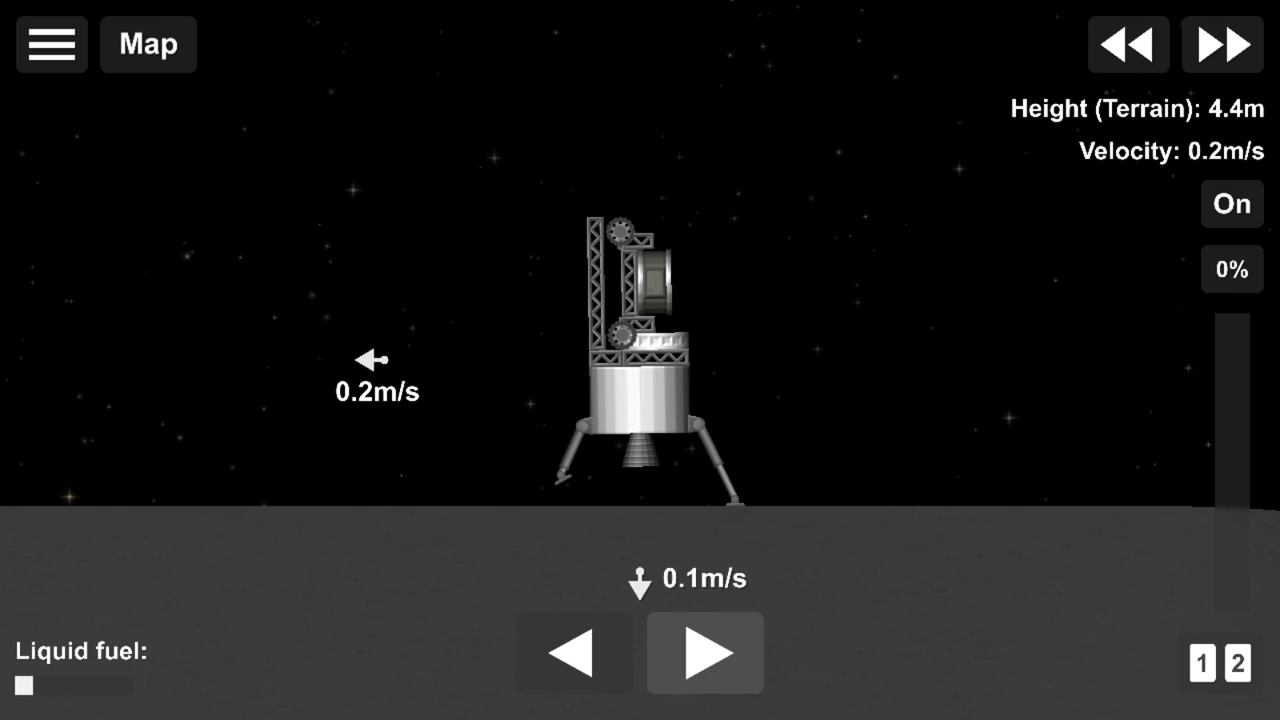 Map
Height (Terrain): 4.4m
Velocity: 0.2m/s
On
0%
0.2m/s
0.1m/s
Liquid fuel:
1 2